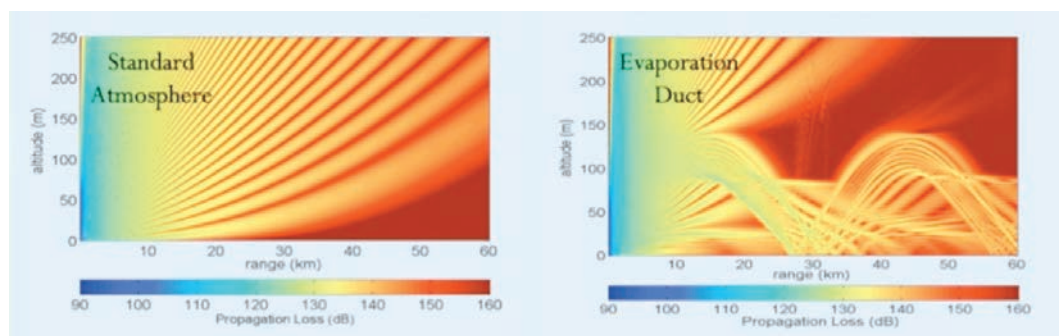 250
200
150
100
50
0
altitude (m)
Standard
Atmosphere
10 20 30 40 50 60
range (km)
90 100 110 120 130 140 150 160
Propagation Loss (dB)
250
200
150
100
50
0
altitude (m)
Evaporation
Duct
10 20 30 40 50 60
range (km)
90 100 110 120 130 140 150 160
Propagation Loss (dB)